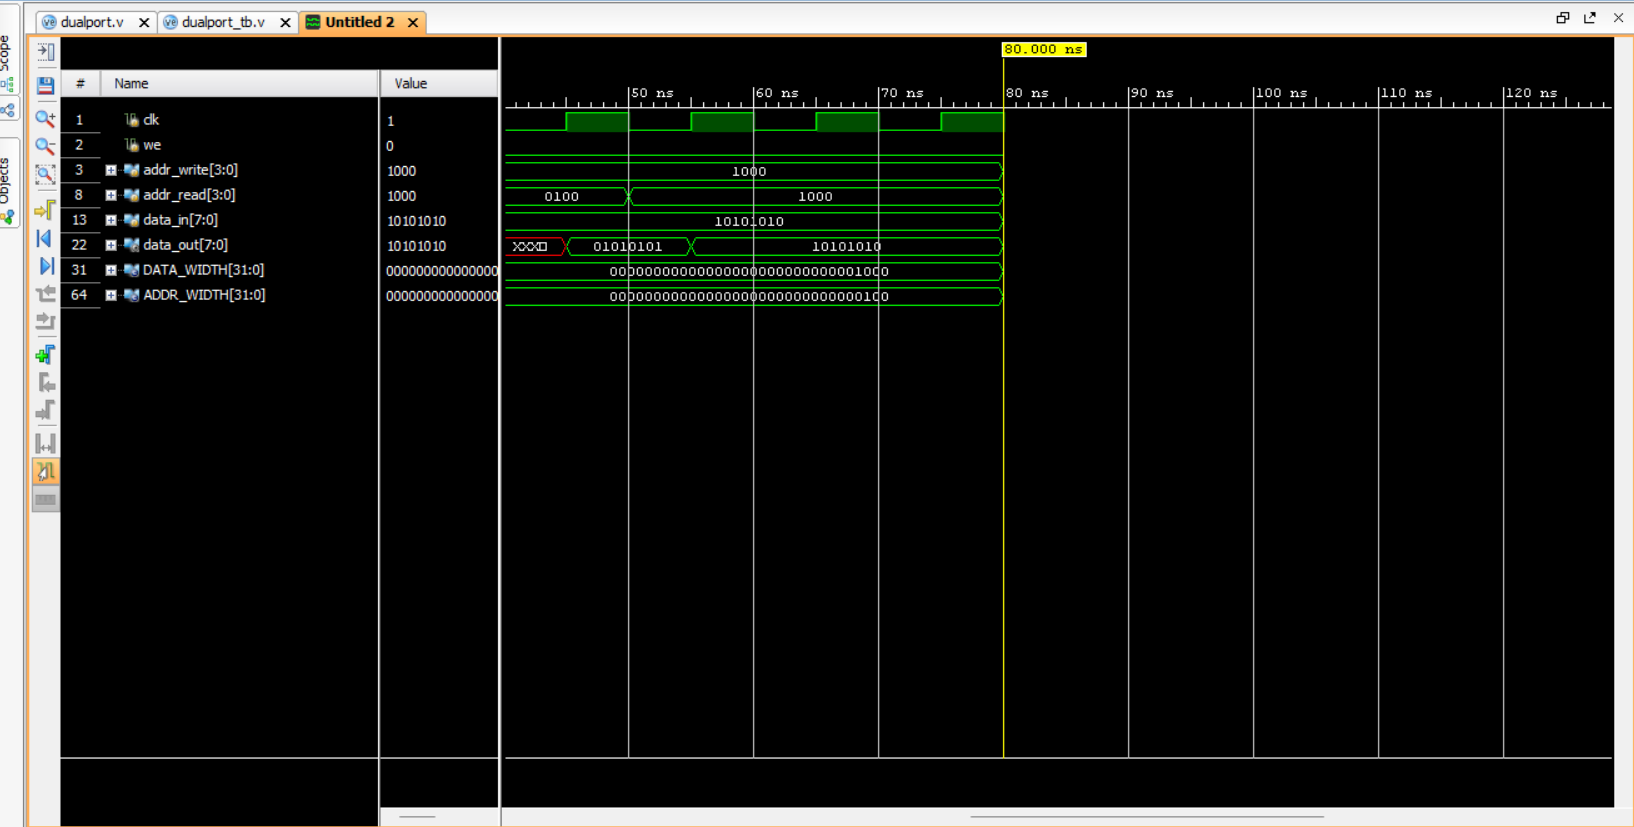 dualport.v dualport_tb.v Untitled 2
Scope
Objects
80.000 ns
# Name Value
50 ns 60 ns 70 ns 80 ns 90 ns 100 ns 110 ns 120 ns
1 clk 1
2 we 0
3 addr_write[3:0] 1000 1000
8 addr_read[3:0] 1000 0100 1000
13 data_in[7:0] 10101010 10101010
22 data_out[7:0] 10101010 01010101 10101010
31 DATA_WIDTH[31:0] 000000000000000 00000000000000000000000000001000
64 ADDR_WIDTH[31:0] 000000000000000 00000000000000000000000000000100